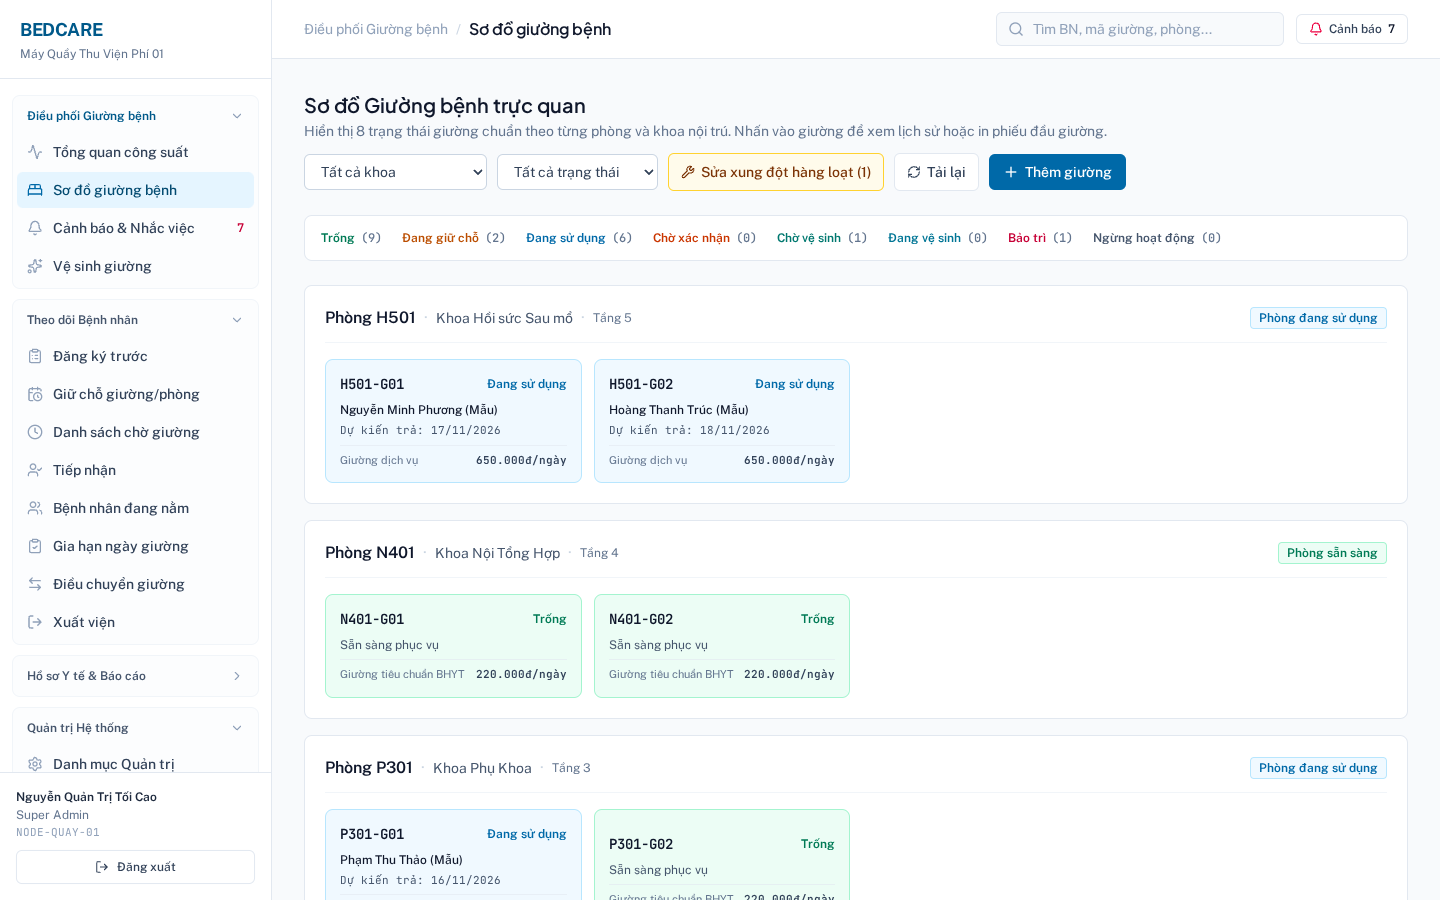 BEDCARE
Máy Quầy Thu Viện Phí 01
Điều phối Giường bệnh
Tổng quan công suất
Sơ đồ giường bệnh
Cảnh báo & Nhắc việc 7
Vệ sinh giường
Theo dõi Bệnh nhân
Đăng ký trước
Giữ chỗ giường/phòng
Danh sách chờ giường
Tiếp nhận
Bệnh nhân đang nằm
Gia hạn ngày giường
Điều chuyển giường
Xuất viện
Hồ sơ Y tế & Báo cáo
Quản trị Hệ thống
Danh mục Quản trị
Nguyễn Quản Trị Tối Cao
Super Admin
NODE-QUAY-01
Đăng xuất
Điều phối Giường bệnh / Sơ đồ giường bệnh
Tìm BN, mã giường, phòng...
Cảnh báo 7
Sơ đồ Giường bệnh trực quan
Hiển thị 8 trạng thái giường chuẩn theo từng phòng và khoa nội trú. Nhấn vào giường để xem lịch sử hoặc in phiếu đầu giường.
Tất cả khoa
Tất cả trạng thái
Sửa xung đột hàng loạt (1)
Tải lại
Thêm giường
Trống (9) Đang giữ chỗ (2) Đang sử dụng (6) Chờ xác nhận (0) Chờ vệ sinh (1) Đang vệ sinh (0) Bảo trì (1) Ngừng hoạt động (0)
Phòng H501 · Khoa Hồi sức Sau mổ · Tầng 5
Phòng đang sử dụng
H501-G01 Đang sử dụng
Nguyễn Minh Phương (Mẫu)
Dự kiến trả: 17/11/2026
Giường dịch vụ 650.000đ/ngày
H501-G02 Đang sử dụng
Hoàng Thanh Trúc (Mẫu)
Dự kiến trả: 18/11/2026
Giường dịch vụ 650.000đ/ngày
Phòng N401 · Khoa Nội Tổng Hợp · Tầng 4
Phòng sẵn sàng
N401-G01 Trống
Sẵn sàng phục vụ
Giường tiêu chuẩn BHYT 220.000đ/ngày
N401-G02 Trống
Sẵn sàng phục vụ
Giường tiêu chuẩn BHYT 220.000đ/ngày
Phòng P301 · Khoa Phụ Khoa · Tầng 3
Phòng đang sử dụng
P301-G01 Đang sử dụng
Phạm Thu Thảo (Mẫu)
Dự kiến trả: 16/11/2026
P301-G02 Trống
Sẵn sàng phục vụ
Giường tiêu chuẩn BHYT 220.000đ/ngày